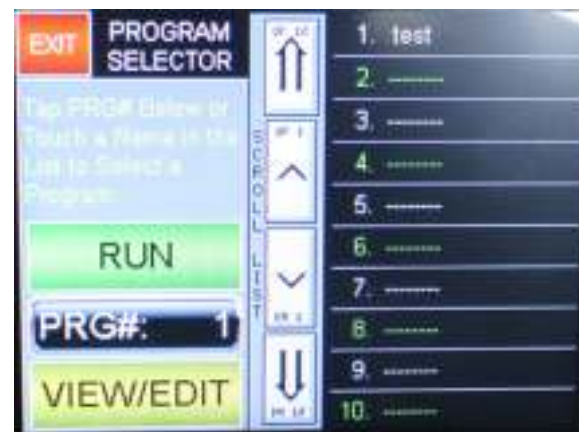 EXIT
PROGRAM
SELECTOR
Tap PRG# Below or
Touch a Name in the
List to Select a
Program.
RUN
PRG#: 1
VIEW/EDIT
SCROLL LIST
1. test
2. --------
3. --------
4. --------
5. --------
6. --------
7. --------
8. --------
9. --------
10. --------